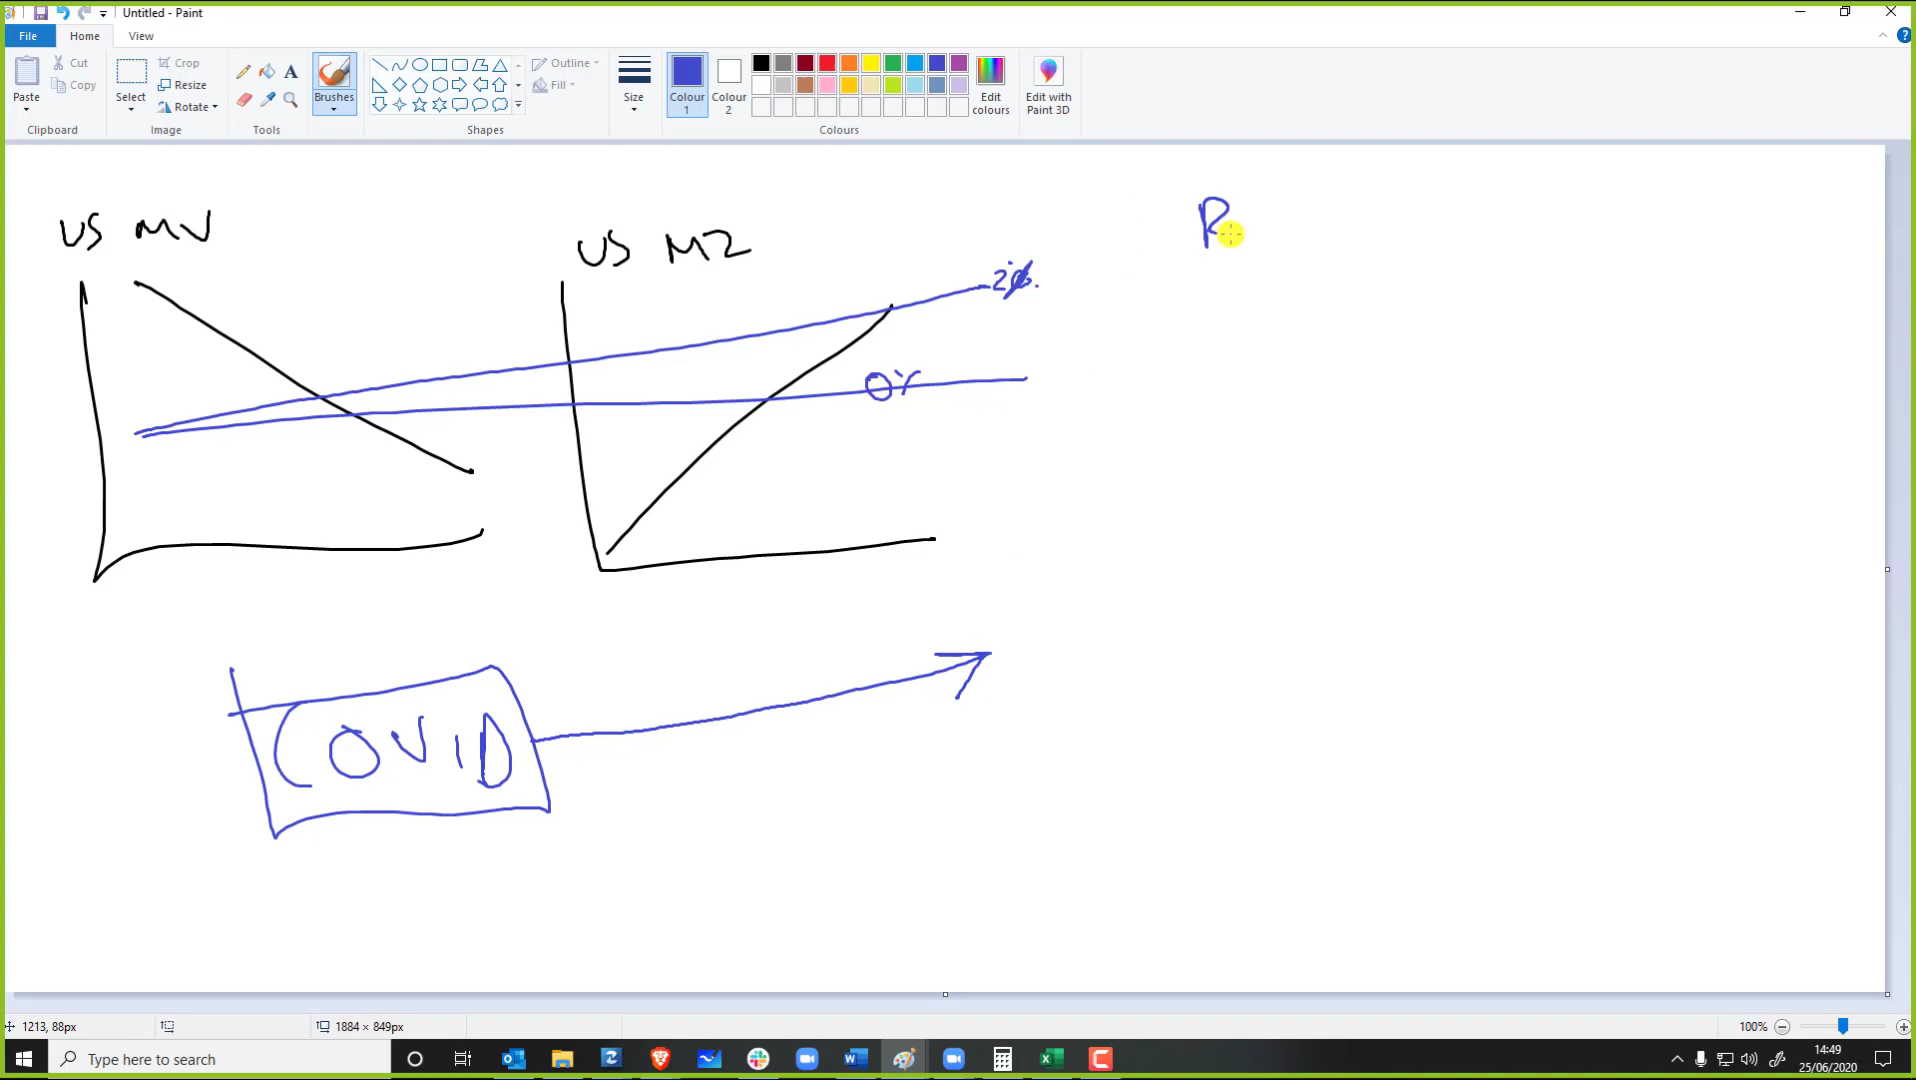 Untitled - Paint
File
Home
View
Paste
Cut
Copy
Clipboard
Select
Crop
Resize
Rotate
Image
Tools
Brushes
Shapes
Outline
Fill
Size
Colour 1
Colour 2
Edit colours
Edit with Paint 3D
Colours
US MV
US M2
R
COVID
1213, 88px
1884 × 849px
100%
Type here to search
14:49
25/06/2020